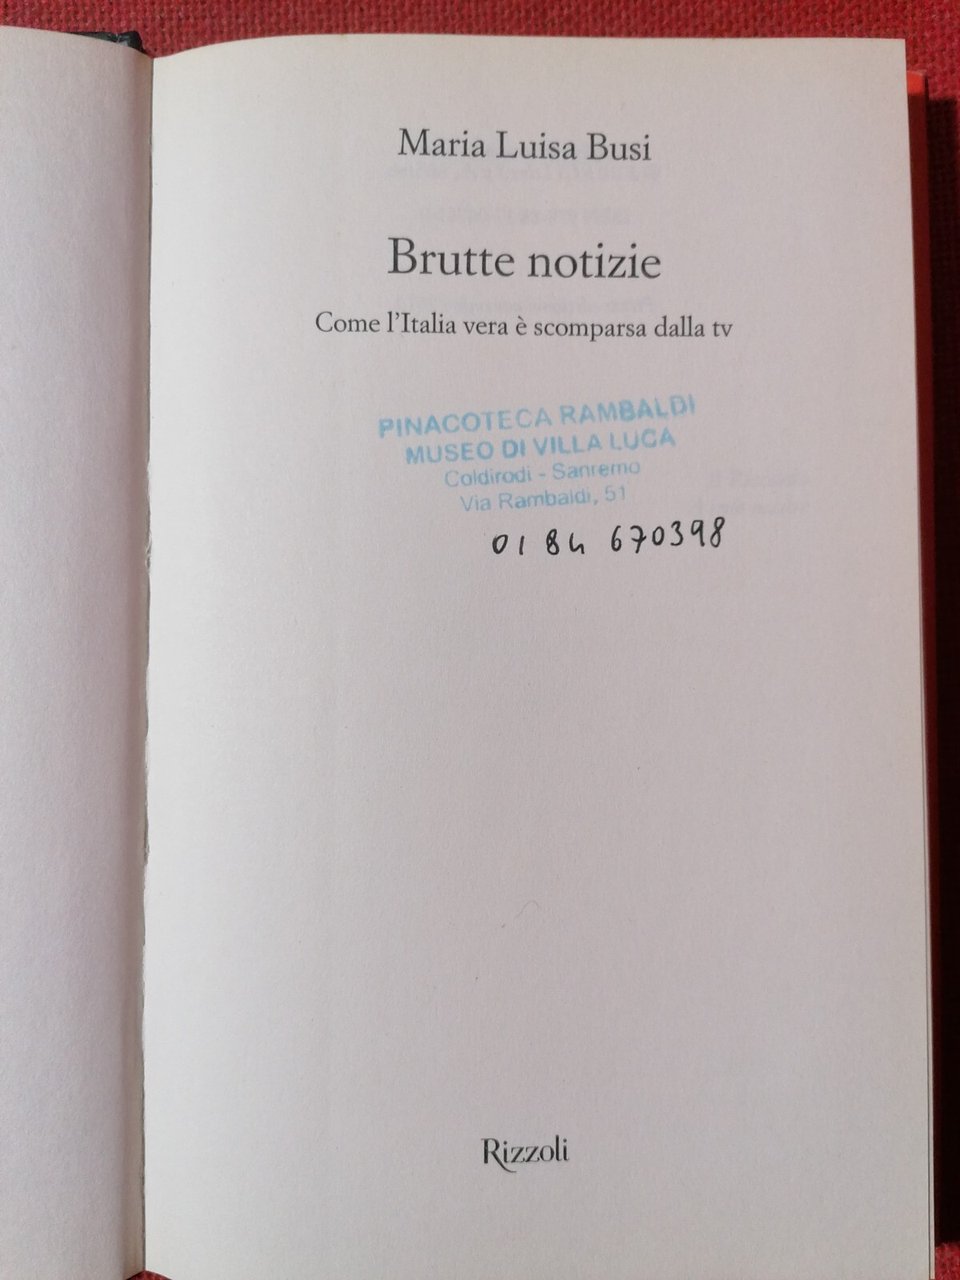 Maria Luisa Busi
Brutte notizie
Come l'Italia vera è scomparsa dalla tv
PINACOTECA RAMBALDI
MUSEO DI VILLA LUCA
Coldirodi - Sanremo
Via Rambaldi, 51
0184 670398
Rizzoli